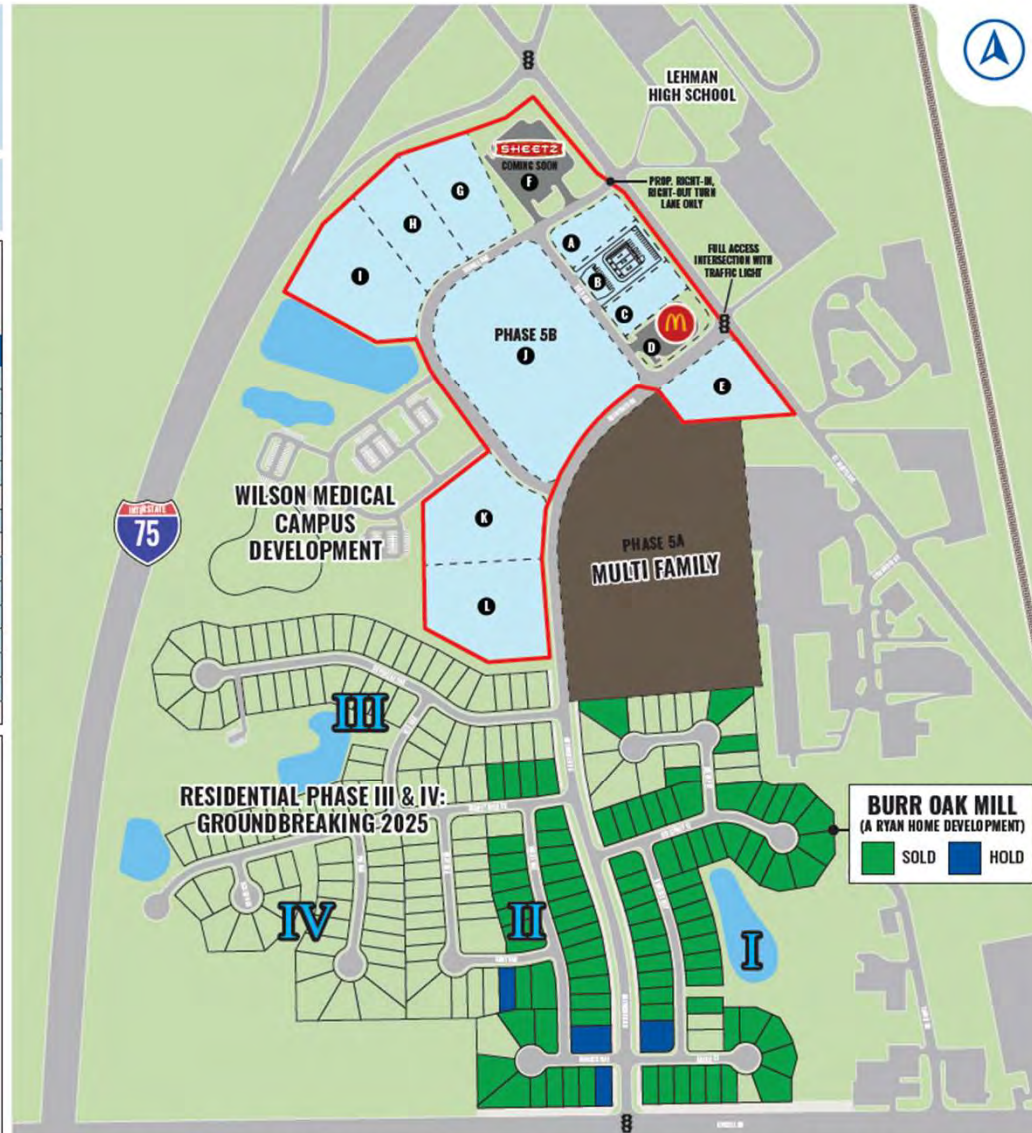 LEHMAN
HIGH SCHOOL
SHEETZ
COMING SOON
F
PROP. RIGHT-IN,
RIGHT-OUT TURN
LANE ONLY
G
H
I
A
B
C
D
FULL ACCESS
INTERSECTION WITH
TRAFFIC LIGHT
PHASE 5B
J
E
INTERSTATE
75
WILSON MEDICAL
CAMPUS
DEVELOPMENT
K
L
PHASE 5A
MULTI FAMILY
III
RESIDENTIAL PHASE III & IV:
GROUNDBREAKING 2025
BURR OAK MILL
(A RYAN HOME DEVELOPMENT)
SOLD
HOLD
IV
II
I